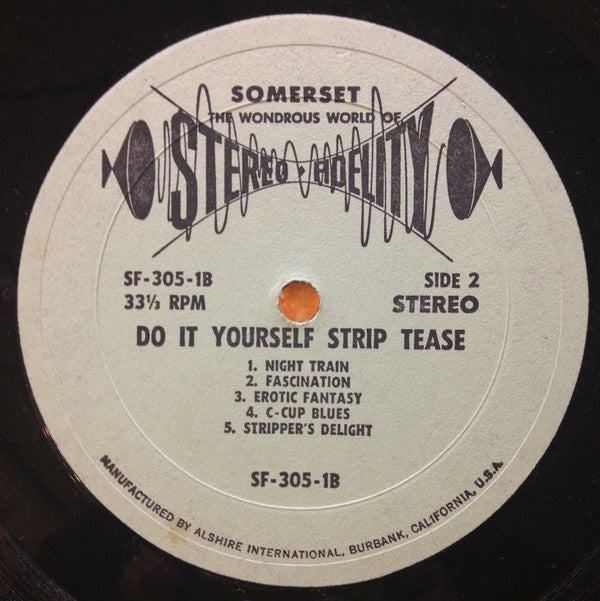 SOMERSET
THE WONDROUS WORLD OF
STEREO · FIDELITY
SF-305-1B
33⅓ RPM
SIDE 2
STEREO
DO IT YOURSELF STRIP TEASE
1. NIGHT TRAIN
2. FASCINATION
3. EROTIC FANTASY
4. C-CUP BLUES
5. STRIPPER'S DELIGHT
SF-305-1B
MANUFACTURED BY ALSHIRE INTERNATIONAL, BURBANK, CALIFORNIA, U.S.A.